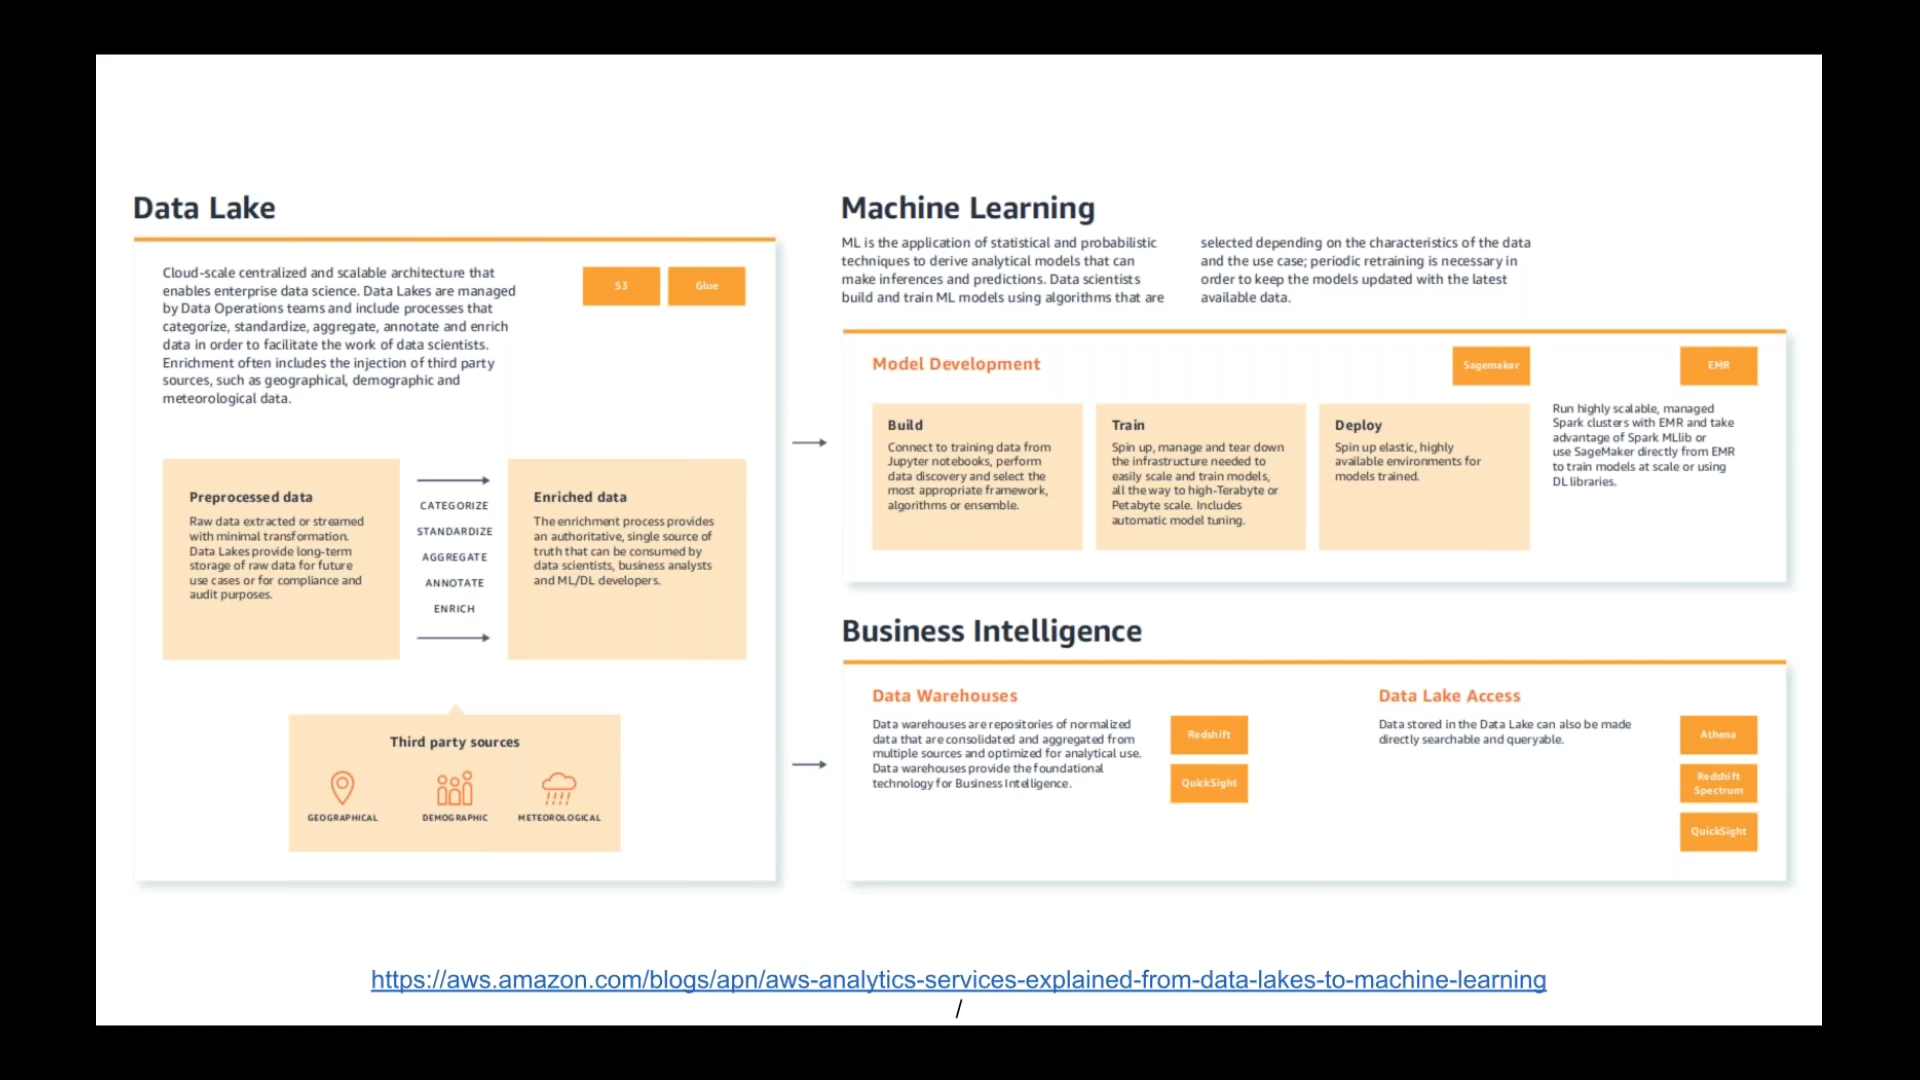 Data Lake
Cloud-scale centralized and scalable architecture that
enables enterprise data science. Data Lakes are managed
by Data Operations teams and include processes that
categorize, standardize, aggregate, annotate and enrich
data in order to facilitate the work of data scientists.
Enrichment often includes the injection of third party
sources, such as geographical, demographic and
meteorological data.
S3
Glue
Preprocessed data
Raw data extracted or streamed
with minimal transformation.
Data Lakes provide long-term
storage of raw data for future
use cases or for compliance and
audit purposes.
CATEGORIZE
STANDARDIZE
AGGREGATE
ANNOTATE
ENRICH
Enriched data
The enrichment process provides
an authoritative, single source of
truth that can be consumed by
data scientists, business analysts
and ML/DL developers.
Third party sources
GEOGRAPHICAL
DEMOGRAPHIC
METEOROLOGICAL
Machine Learning
ML is the application of statistical and probabilistic
techniques to derive analytical models that can
make inferences and predictions. Data scientists
build and train ML models using algorithms that are
selected depending on the characteristics of the data
and the use case; periodic retraining is necessary in
order to keep the models updated with the latest
available data.
Model Development
Sagemaker
EMR
Build
Connect to training data from
Jupyter notebooks, perform
data discovery and select the
most appropriate framework,
algorithms or ensemble.
Train
Spin up, manage and tear down
the infrastructure needed to
easily scale and train models,
all the way to high-Terabyte or
Petabyte scale. Includes
automatic model tuning.
Deploy
Spin up elastic, highly
available environments for
models trained.
Run highly scalable, managed
Spark clusters with EMR and take
advantage of Spark MLlib or
use SageMaker directly from EMR
to train models at scale or using
DL libraries.
Business Intelligence
Data Warehouses
Data warehouses are repositories of normalized
data that are consolidated and aggregated from
multiple sources and optimized for analytical use.
Data warehouses provide the foundational
technology for Business Intelligence.
Redshift
QuickSight
Data Lake Access
Data stored in the Data Lake can also be made
directly searchable and queryable.
Athena
Redshift
Spectrum
QuickSight
https://aws.amazon.com/blogs/apn/aws-analytics-services-explained-from-data-lakes-to-machine-learning
/